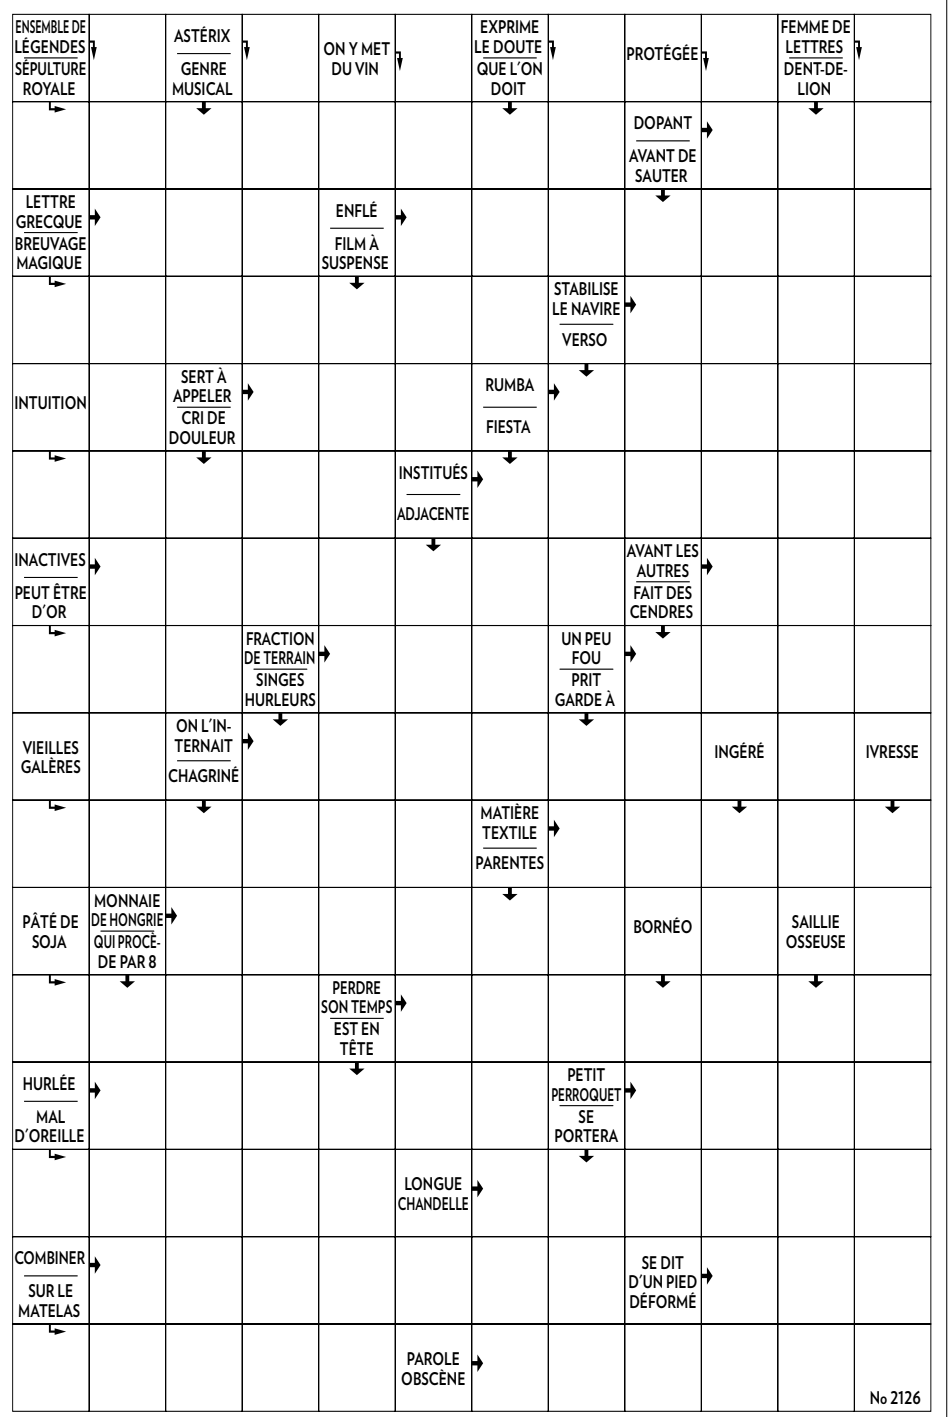 ENSEMBLE DE
LÉGENDES
SÉPULTURE
ROYALE
ASTÉRIX
GENRE
MUSICAL
ON Y MET
DU VIN
EXPRIME
LE DOUTE
QUE L'ON
DOIT
PROTÉGÉE
FEMME DE
LETTRES
DENT-DE-
LION
DOPANT
AVANT DE
SAUTER
LETTRE
GRECQUE
BREUVAGE
MAGIQUE
ENFLÉ
FILM À
SUSPENSE
STABILISE
LE NAVIRE
VERSO
INTUITION
SERT À
APPELER
CRI DE
DOULEUR
RUMBA
FIESTA
INSTITUÉS
ADJACENTE
INACTIVES
PEUT ÊTRE
D'OR
AVANT LES
AUTRES
FAIT DES
CENDRES
FRACTION
DE TERRAIN
SINGES
HURLEURS
UN PEU
FOU
PRIT
GARDE À
VIEILLES
GALÈRES
ON L'IN-
TERNAIT
CHAGRINÉ
INGÉRÉ
IVRESSE
MATIÈRE
TEXTILE
PARENTES
PÂTÉ DE
SOJA
MONNAIE
DE HONGRIE
QUI PROCÈ-
DE PAR 8
BORNÉO
SAILLIE
OSSEUSE
PERDRE
SON TEMPS
EST EN
TÊTE
HURLÉE
MAL
D'OREILLE
PETIT
PERROQUET
SE
PORTERA
LONGUE
CHANDELLE
COMBINER
SUR LE
MATELAS
SE DIT
D'UN PIED
DÉFORMÉ
PAROLE
OBSCÈNE
No 2126